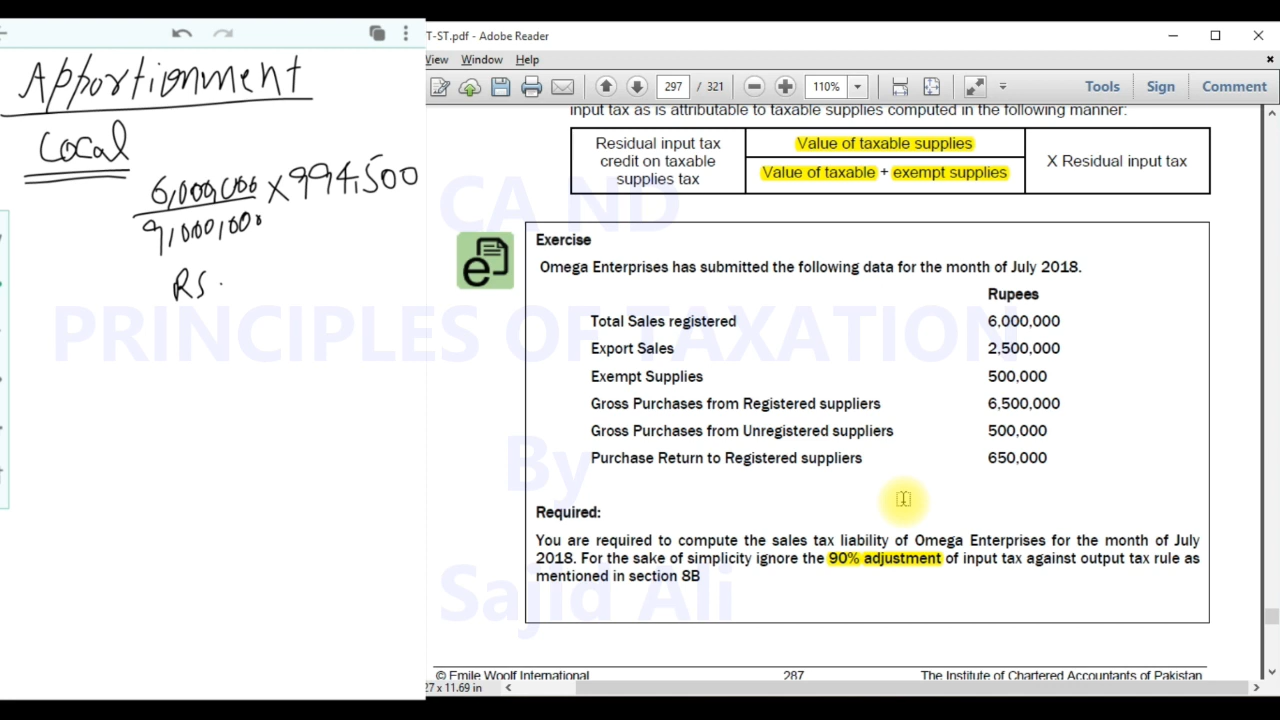 Apportionment
Local
6,000,000 X 994,500
9,000,000
RS.
T-ST.pdf - Adobe Reader
View Window Help
297 / 321 110% Tools Sign Comment
input tax as is attributable to taxable supplies computed in the following manner:
Residual input tax credit on taxable supplies tax
Value of taxable supplies
Value of taxable + exempt supplies
X Residual input tax
CA ND
PRINCIPLES OF TAXATION
By
Sajid Ali
Exercise
Omega Enterprises has submitted the following data for the month of July 2018.
Rupees
Total Sales registered 6,000,000
Export Sales 2,500,000
Exempt Supplies 500,000
Gross Purchases from Registered suppliers 6,500,000
Gross Purchases from Unregistered suppliers 500,000
Purchase Return to Registered suppliers 650,000
Required:
You are required to compute the sales tax liability of Omega Enterprises for the month of July
2018. For the sake of simplicity ignore the 90% adjustment of input tax against output tax rule as
mentioned in section 8B
© Emile Woolf International 287 The Institute of Chartered Accountants of Pakistan
27 x 11.69 in